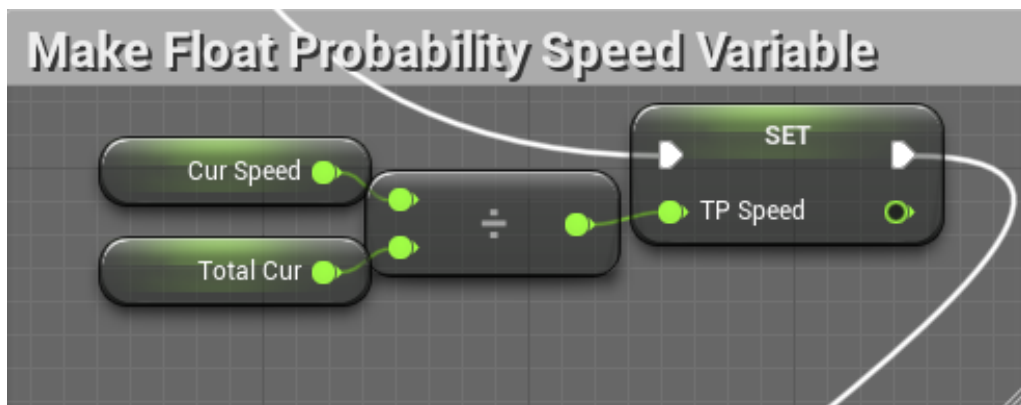 Make Float Probability Speed Variable
SET
Cur Speed
÷
TP Speed
Total Cur